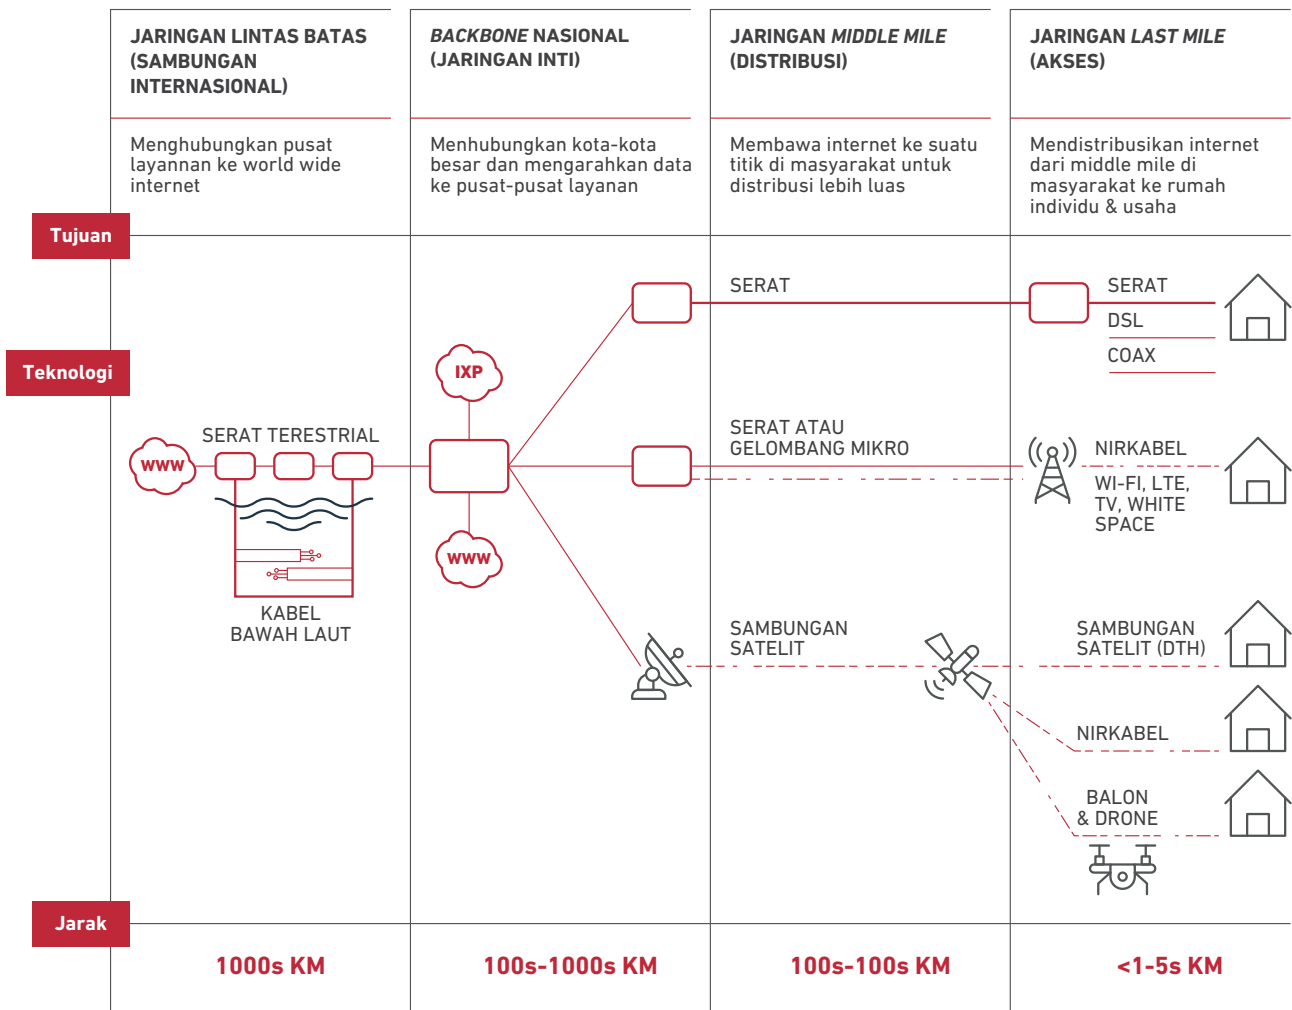 JARINGAN LINTAS BATAS
(SAMBUNGAN
INTERNASIONAL)
BACKBONE NASIONAL
(JARINGAN INTI)
JARINGAN MIDDLE MILE
(DISTRIBUSI)
JARINGAN LAST MILE
(AKSES)
Menghubungkan pusat
layannan ke world wide
internet
Menhubungkan kota-kota
besar dan mengarahkan data
ke pusat-pusat layanan
Membawa internet ke suatu
titik di masyarakat untuk
distribusi lebih luas
Mendistribusikan internet
dari middle mile di
masyarakat ke rumah
individu & usaha
Tujuan
Teknologi
WWW
SERAT TERESTRIAL
KABEL
BAWAH LAUT
IXP
WWW
SERAT
SERAT
DSL
COAX
SERAT ATAU
GELOMBANG MIKRO
NIRKABEL
WI-FI, LTE,
TV, WHITE
SPACE
SAMBUNGAN
SATELIT
SAMBUNGAN
SATELIT (DTH)
NIRKABEL
BALON
& DRONE
Jarak
1000s KM
100s-1000s KM
100s-100s KM
<1-5s KM